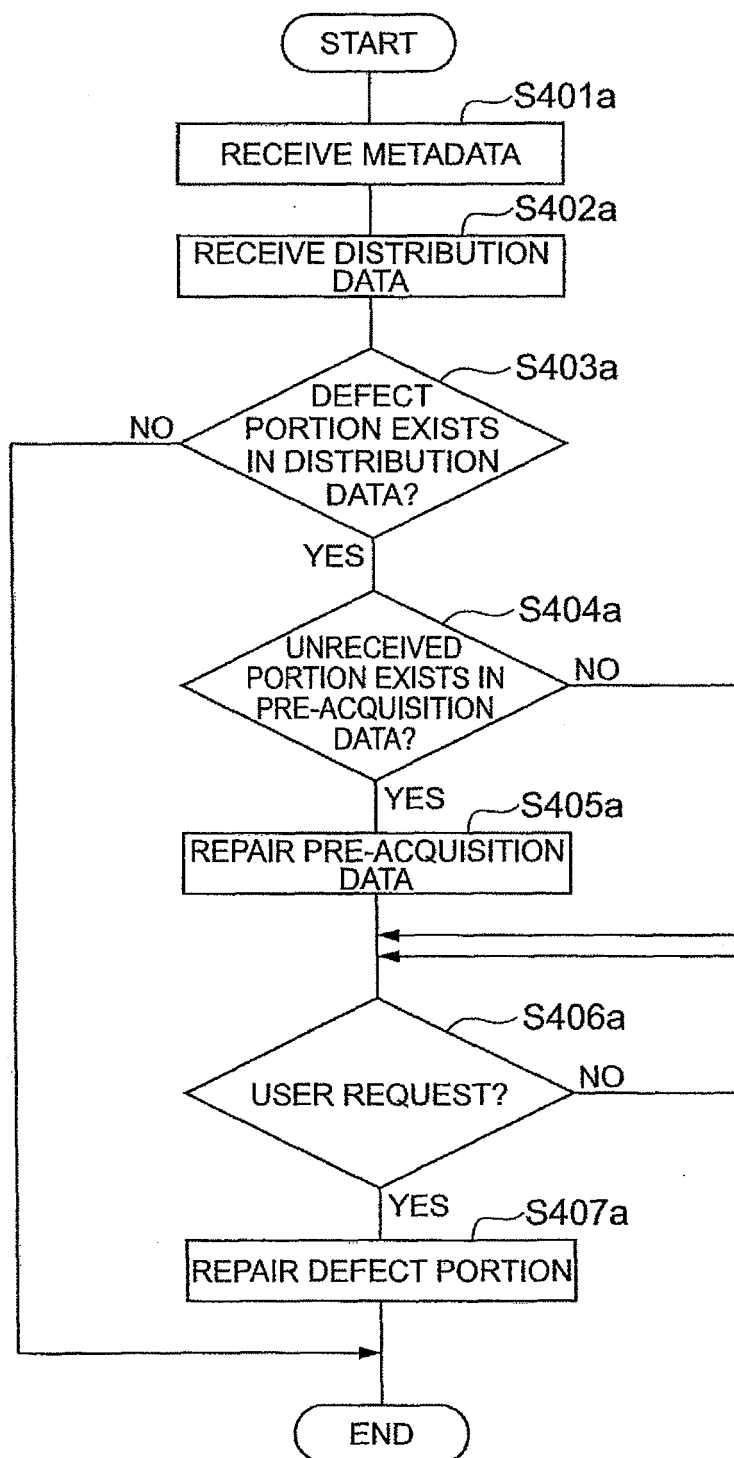 START
S401a
RECEIVE METADATA
S402a
RECEIVE DISTRIBUTION
DATA
S403a
DEFECT
PORTION EXISTS
IN DISTRIBUTION
DATA?
NO
YES
S404a
UNRECEIVED
PORTION EXISTS IN
PRE-ACQUISITION
DATA?
NO
YES
S405a
REPAIR PRE-ACQUISITION
DATA
S406a
USER REQUEST?
NO
YES
S407a
REPAIR DEFECT PORTION
END